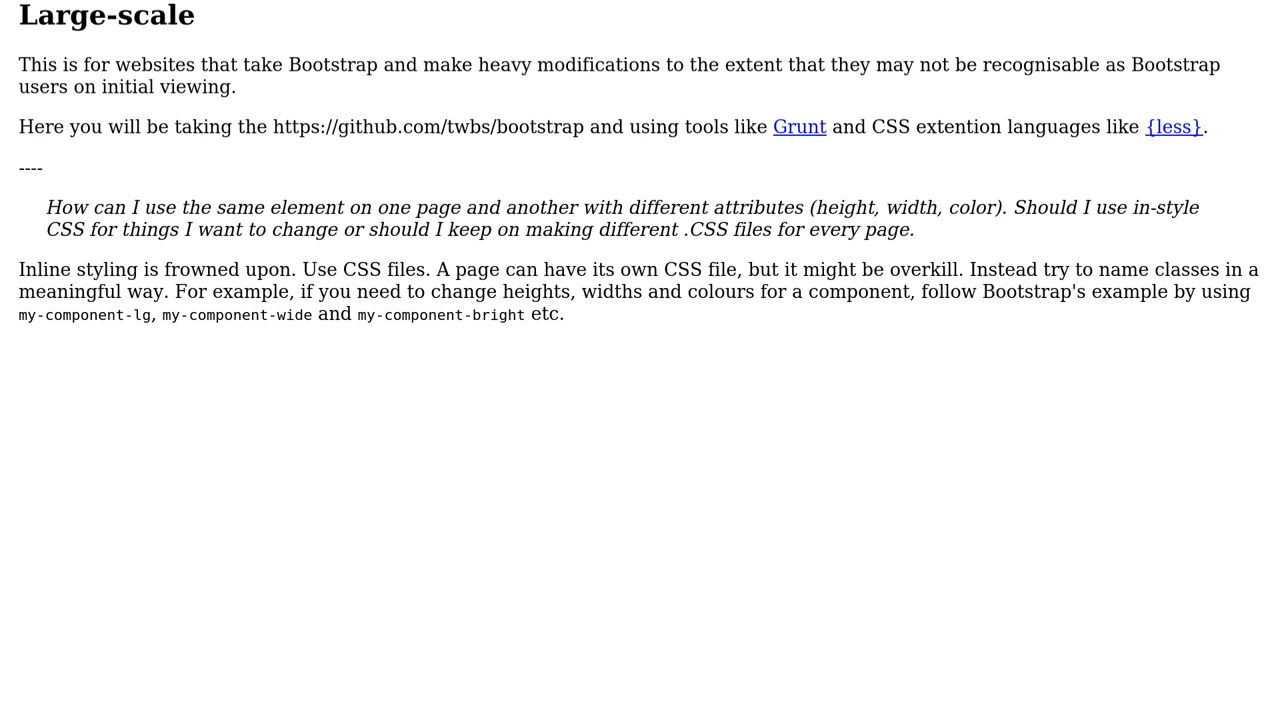 Large-scale
This is for websites that take Bootstrap and make heavy modifications to the extent that they may not be recognisable as Bootstrap
users on initial viewing.
Here you will be taking the https://github.com/twbs/bootstrap and using tools like Grunt and CSS extention languages like {less}.
----
How can I use the same element on one page and another with different attributes (height, width, color). Should I use in-style
CSS for things I want to change or should I keep on making different .CSS files for every page.
Inline styling is frowned upon. Use CSS files. A page can have its own CSS file, but it might be overkill. Instead try to name classes in a
meaningful way. For example, if you need to change heights, widths and colours for a component, follow Bootstrap's example by using
my-component-lg, my-component-wide and my-component-bright etc.